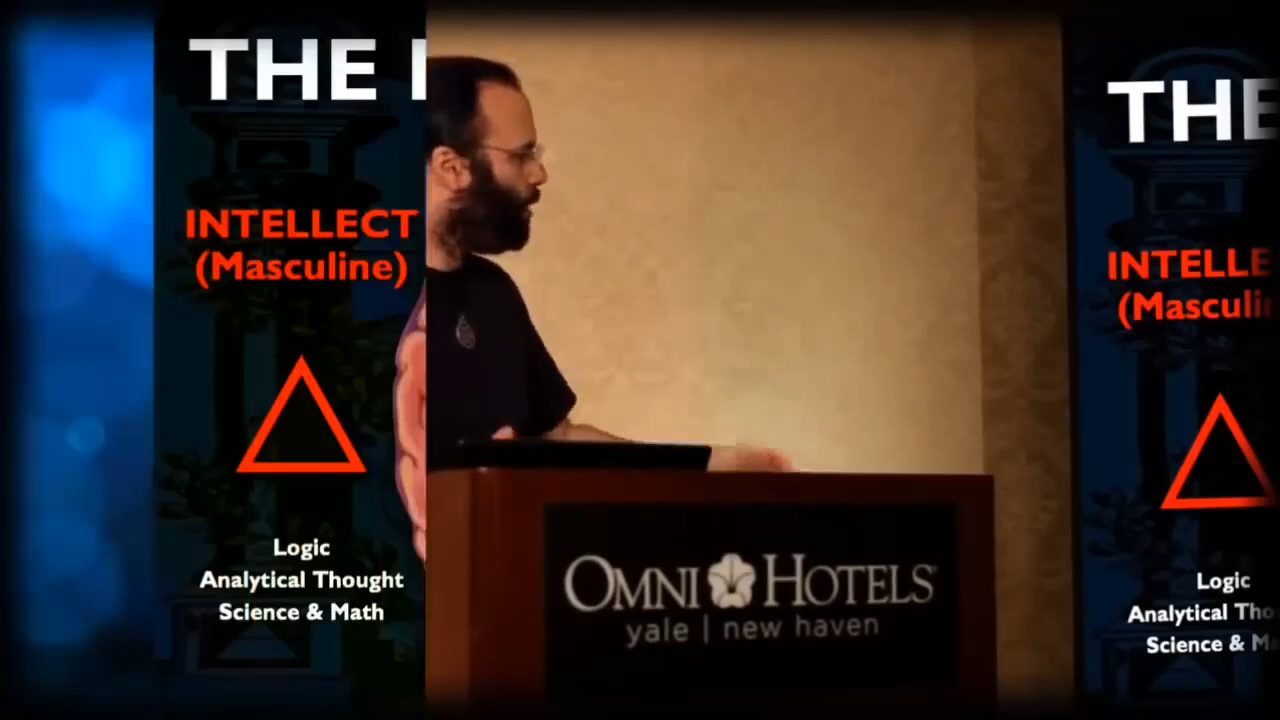 THE
INTELLECT
(Masculine)
Logic
Analytical Thought
Science & Math
OMNI HOTELS
yale | new haven
THE
INTELLE
(Masculi
Logic
Analytical Tho
Science & M